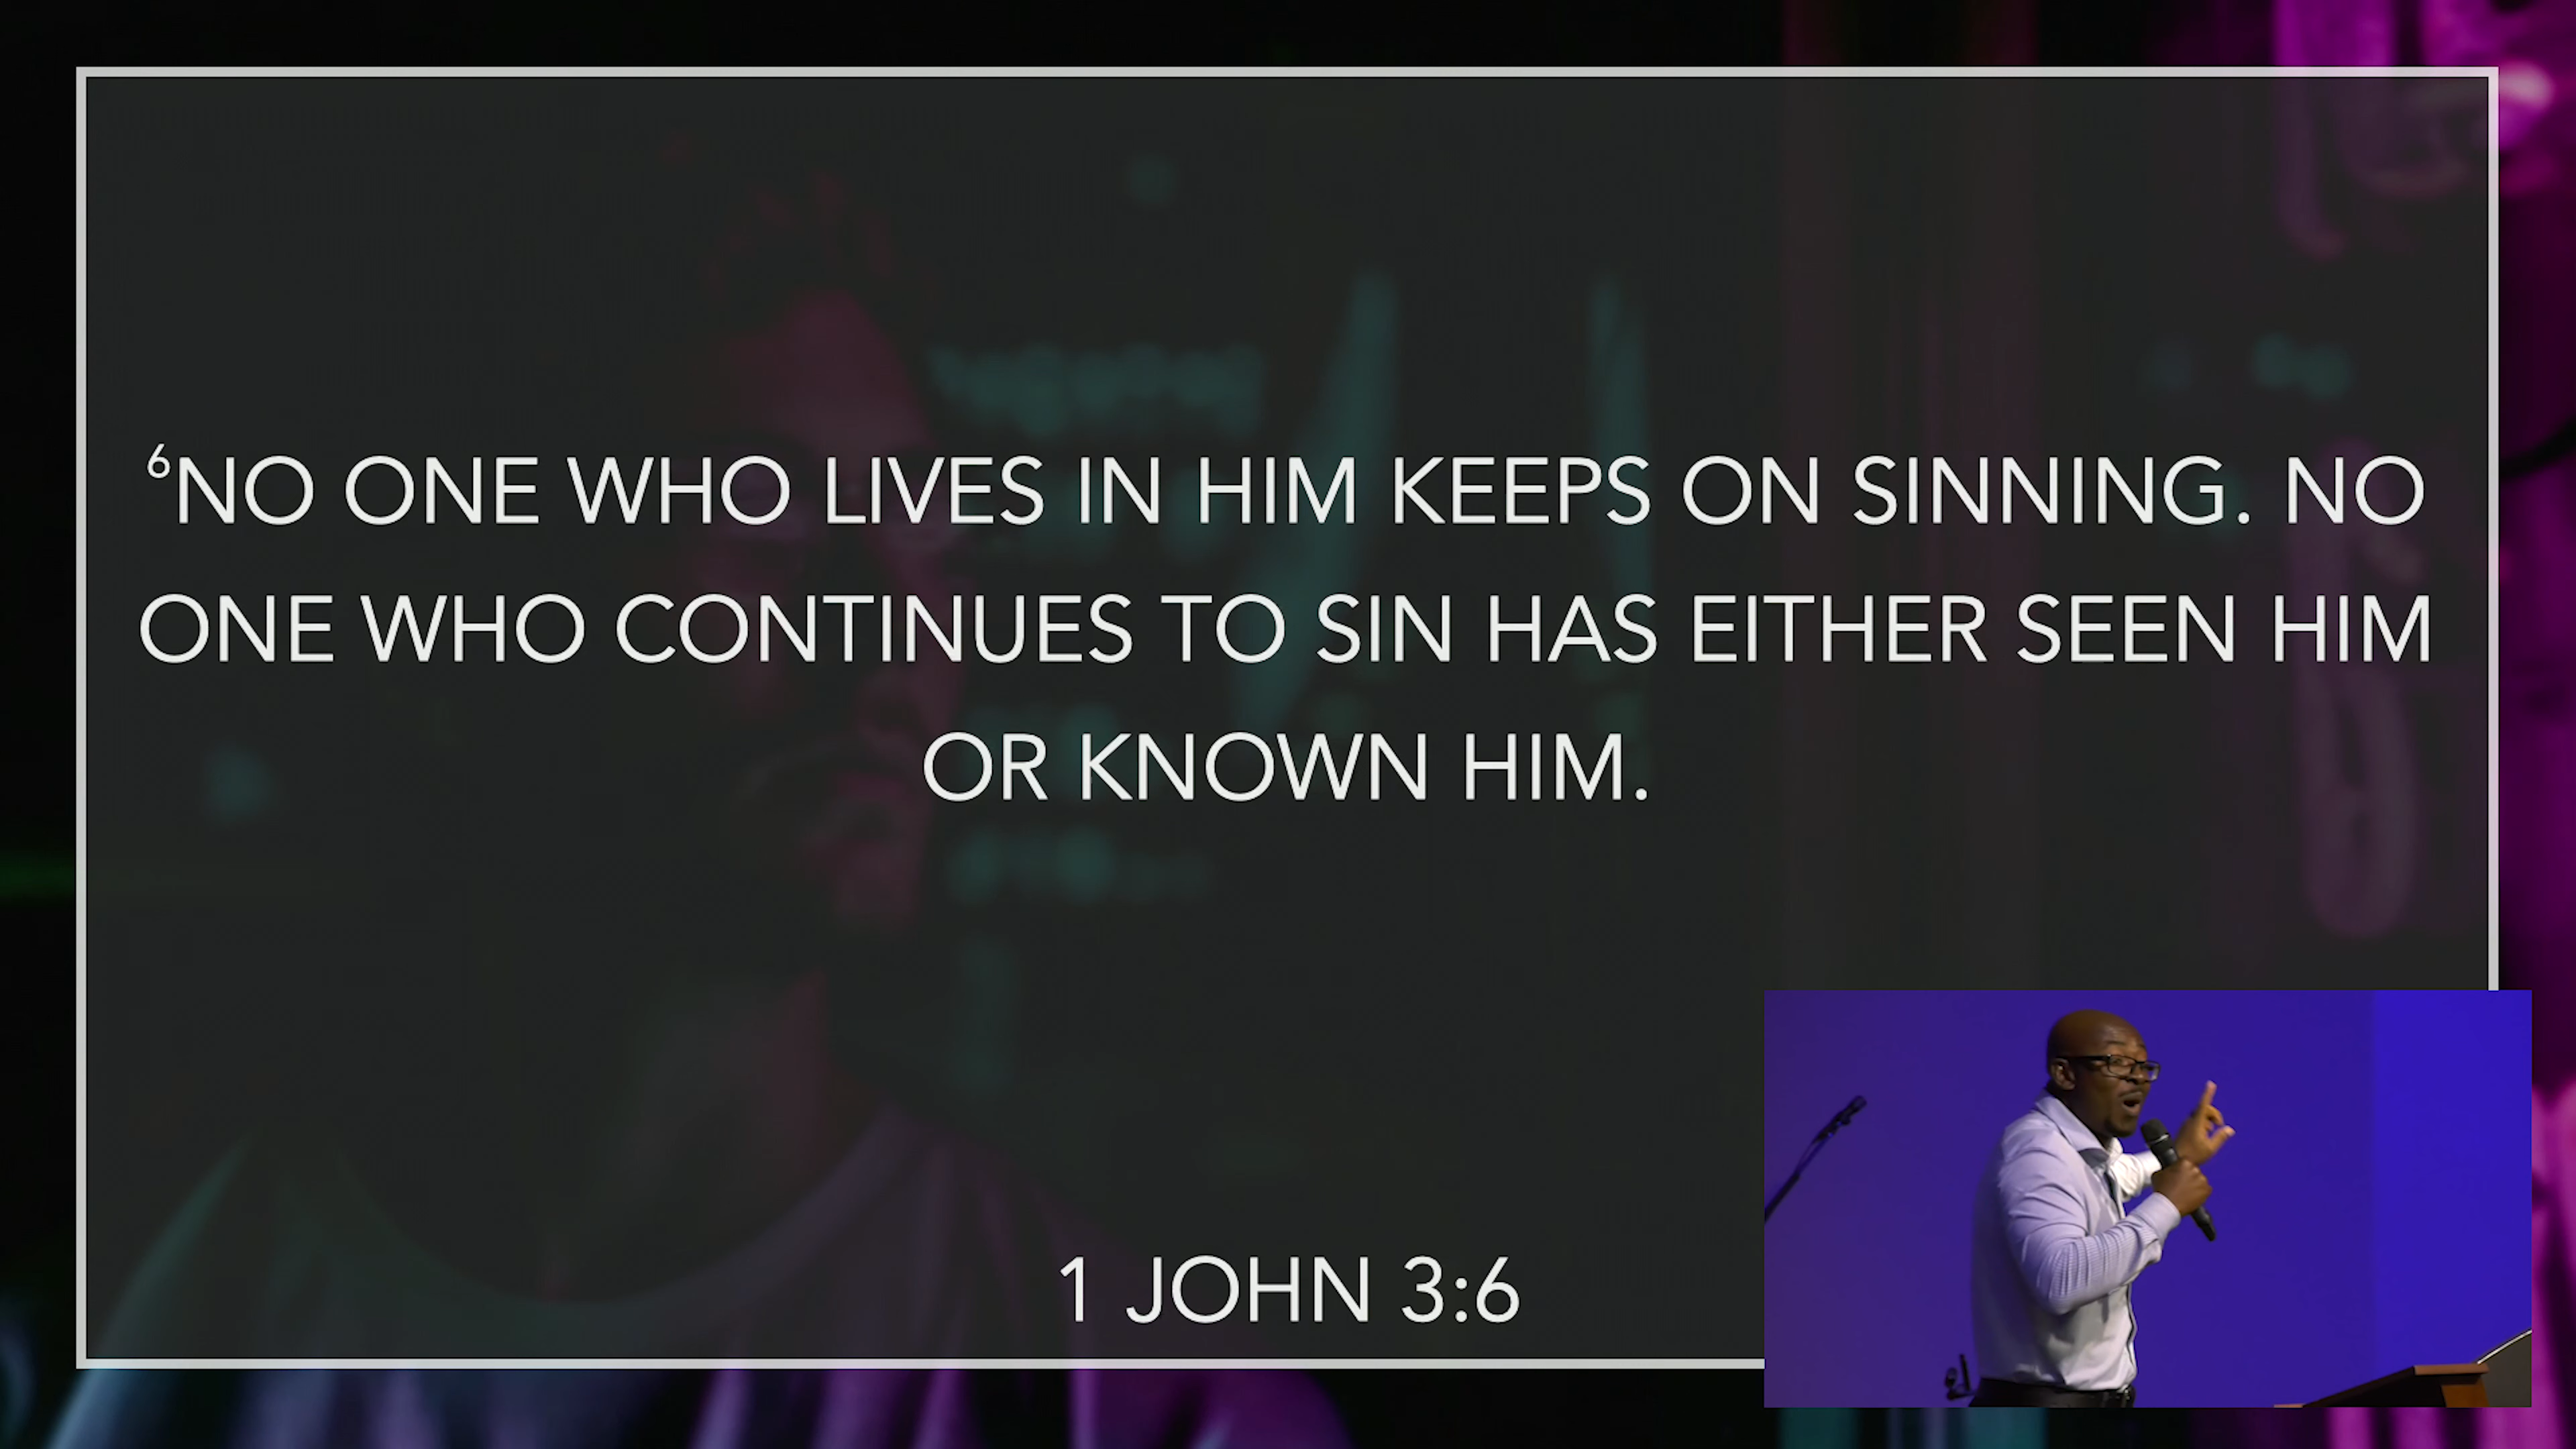 ⁶NO ONE WHO LIVES IN HIM KEEPS ON SINNING. NO
ONE WHO CONTINUES TO SIN HAS EITHER SEEN HIM
OR KNOWN HIM.
1 JOHN 3:6